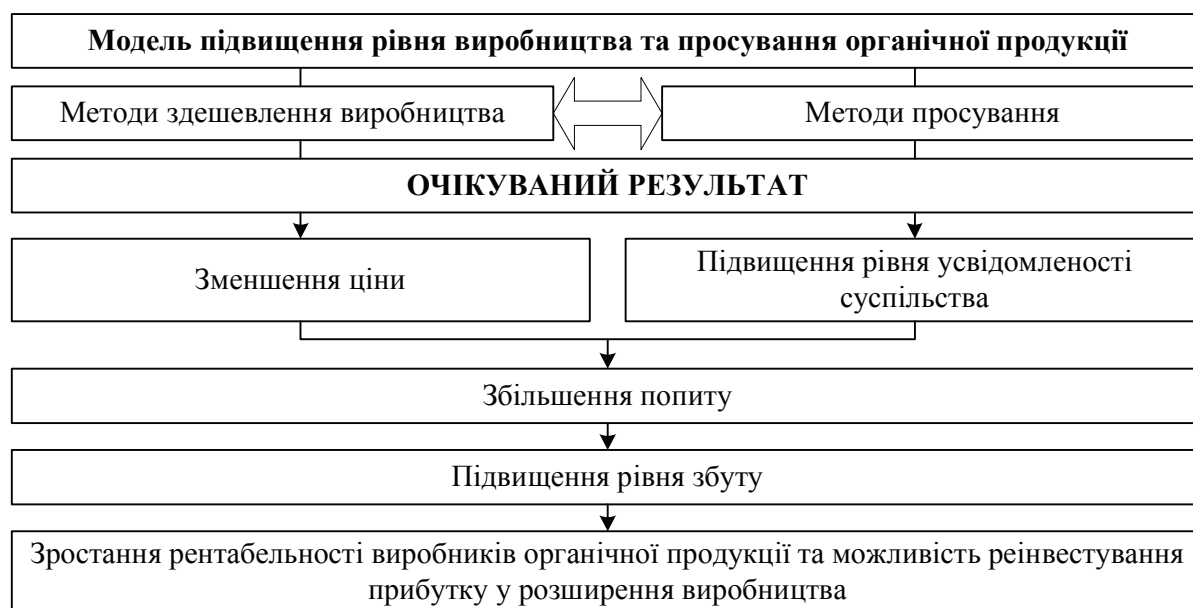 Модель підвищення рівня виробництва та просування органічної продукції
Методи здешевлення виробництва
Методи просування
ОЧІКУВАНИЙ РЕЗУЛЬТАТ
Зменшення ціни
Підвищення рівня усвідомленості
суспільства
Збільшення попиту
Підвищення рівня збуту
Зростання рентабельності виробників органічної продукції та можливість реінвестування
прибутку у розширення виробництва